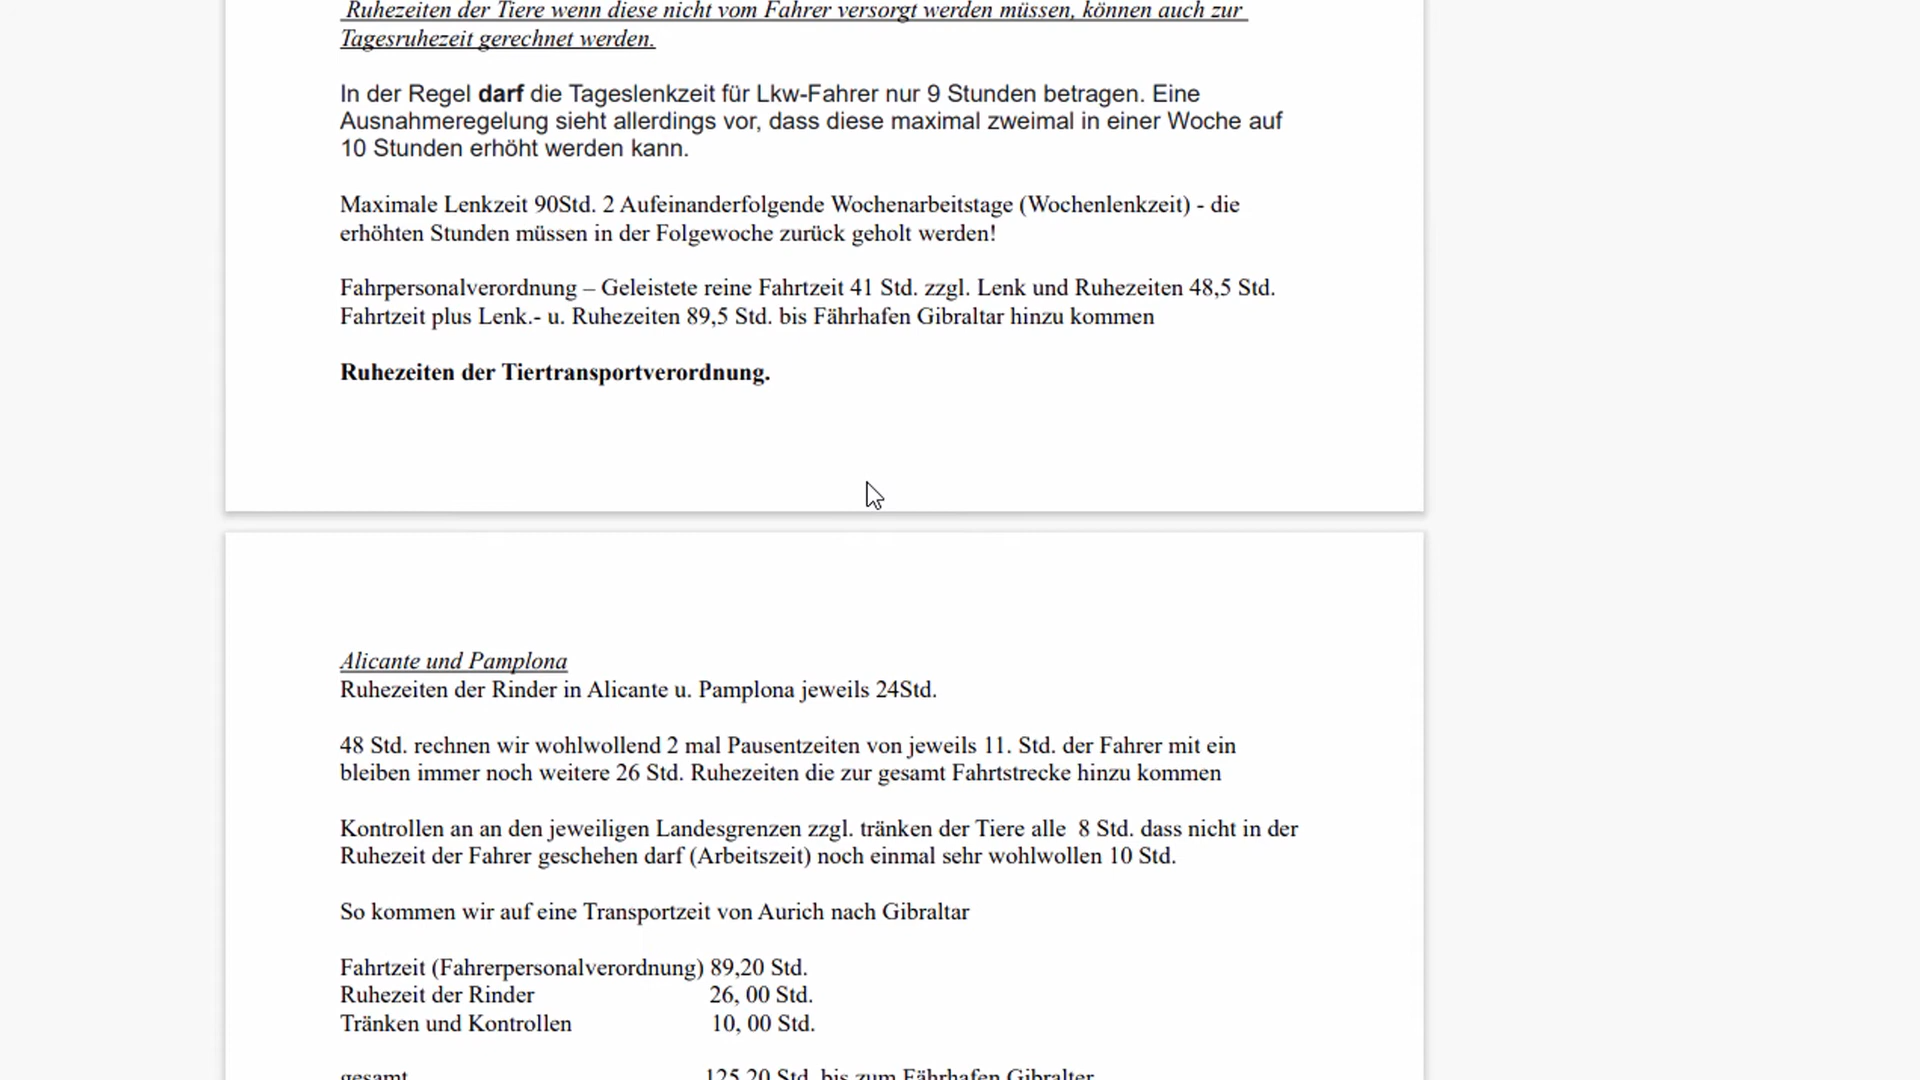 Ruhezeiten der Tiere wenn diese nicht vom Fahrer versorgt werden müssen, können auch zur
Tagesruhezeit gerechnet werden.
In der Regel darf die Tageslenkzeit für Lkw-Fahrer nur 9 Stunden betragen. Eine
Ausnahmeregelung sieht allerdings vor, dass diese maximal zweimal in einer Woche auf
10 Stunden erhöht werden kann.
Maximale Lenkzeit 90Std. 2 Aufeinanderfolgende Wochenarbeitstage (Wochenlenkzeit) - die
erhöhten Stunden müssen in der Folgewoche zurück geholt werden!
Fahrpersonalverordnung – Geleistete reine Fahrtzeit 41 Std. zzgl. Lenk und Ruhezeiten 48,5 Std.
Fahrtzeit plus Lenk.- u. Ruhezeiten 89,5 Std. bis Fährhafen Gibraltar hinzu kommen
Ruhezeiten der Tiertransportverordnung.
Alicante und Pamplona
Ruhezeiten der Rinder in Alicante u. Pamplona jeweils 24Std.
48 Std. rechnen wir wohlwollend 2 mal Pausentzeiten von jeweils 11. Std. der Fahrer mit ein
bleiben immer noch weitere 26 Std. Ruhezeiten die zur gesamt Fahrtstrecke hinzu kommen
Kontrollen an an den jeweiligen Landesgrenzen zzgl. tränken der Tiere alle  8 Std. dass nicht in der
Ruhezeit der Fahrer geschehen darf (Arbeitszeit) noch einmal sehr wohlwollen 10 Std.
So kommen wir auf eine Transportzeit von Aurich nach Gibraltar
Fahrtzeit (Fahrerpersonalverordnung) 89,20 Std.
Ruhezeit der Rinder 26, 00 Std.
Tränken und Kontrollen 10, 00 Std.
gesamt 125,20 Std. bis zum Fährhafen Gibralter